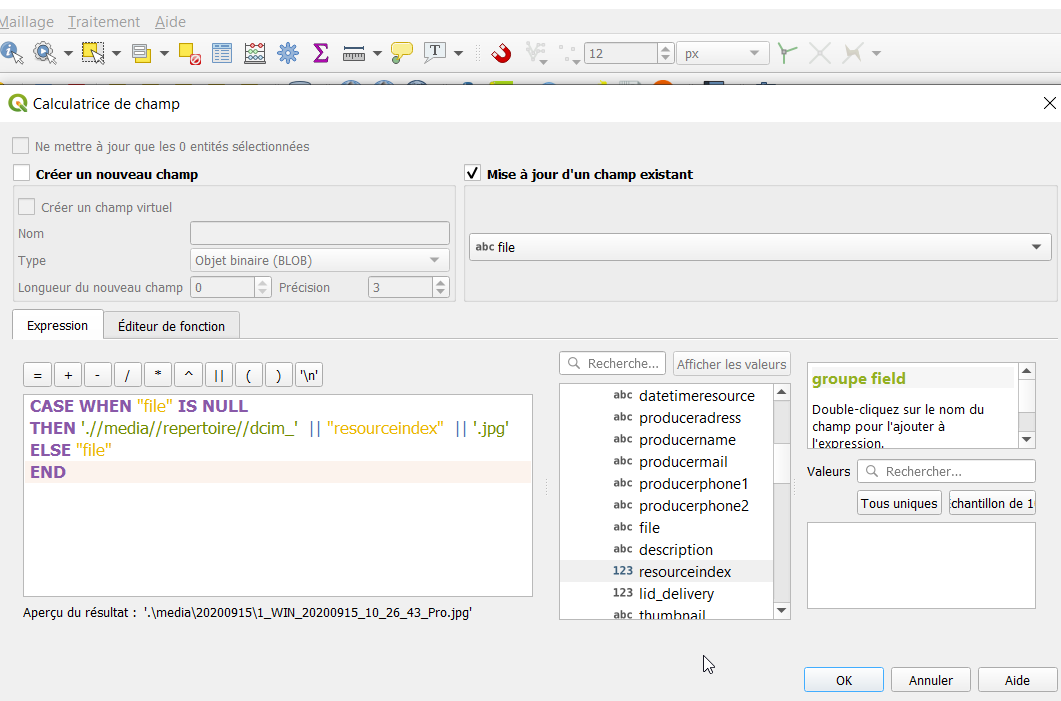 Maillage Traitement Aide
T 12 px
Calculatrice de champ
Ne mettre à jour que les 0 entités sélectionnées
Créer un nouveau champ
Mise à jour d'un champ existant
Créer un champ virtuel
Nom
abc file
Type Objet binaire (BLOB)
Longueur du nouveau champ 0 Précision 3
Expression Éditeur de fonction
= + - / * ^ || ( ) '\n'
CASE WHEN "file" IS NULL
THEN './/media//repertoire//dcim_' || "resourceindex" || '.jpg'
ELSE "file"
END
Aperçu du résultat : '.\media\20200915\1_WIN_20200915_10_26_43_Pro.jpg'
Recherche... Afficher les valeurs
abc datetimeresource
abc produceradress
abc producername
abc producermail
abc producerphone1
abc producerphone2
abc file
abc description
123 resourceindex
123 lid_delivery
abc thumbnail
groupe field
Double-cliquez sur le nom du
champ pour l'ajouter à
l'expression.
Valeurs Recherche...
Tous uniques chantillon de 1
OK Annuler Aide